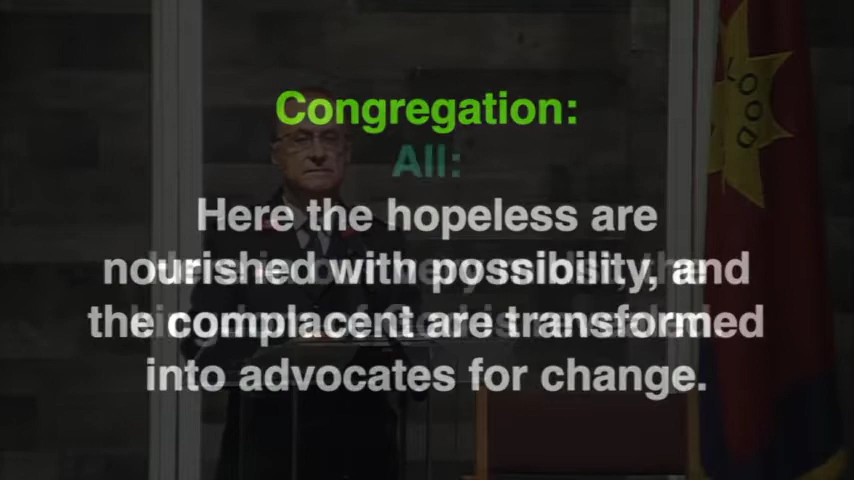 Congregation:
All:
Here the hopeless are
nourished with possibility, and
the complacent are transformed
into advocates for change.